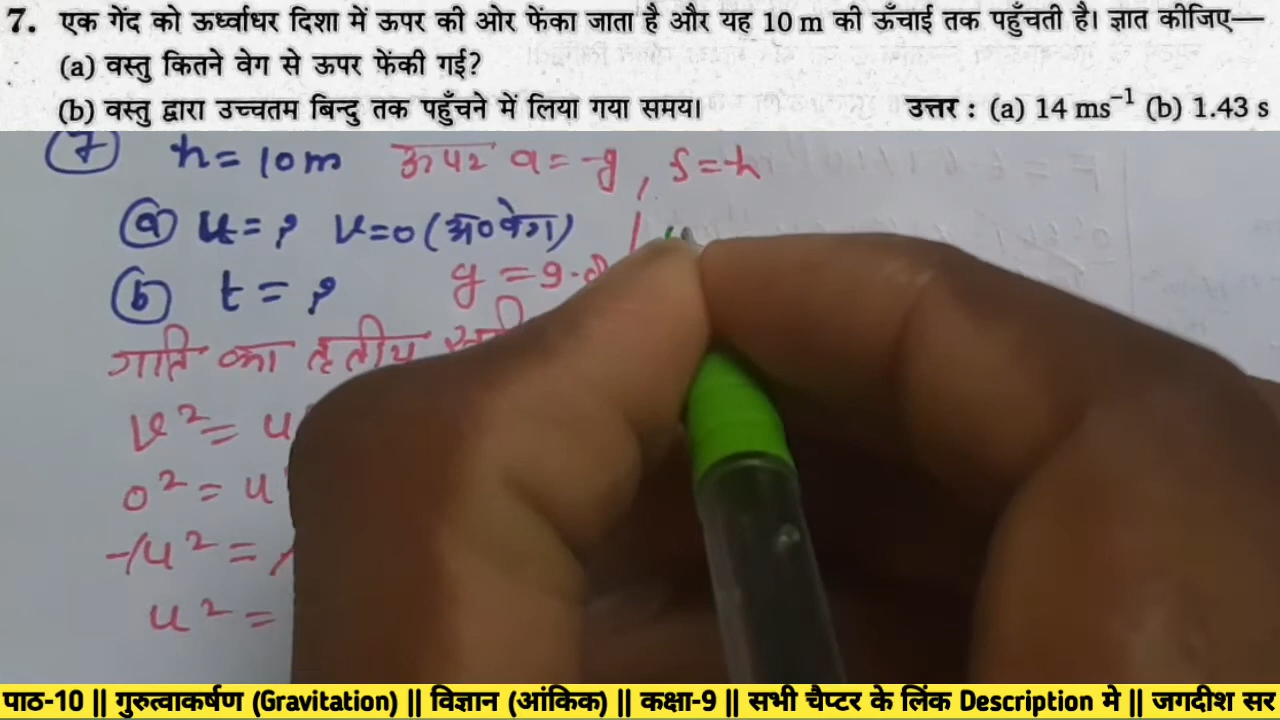 7. एक गेंद को ऊर्ध्वाधर दिशा में ऊपर की ओर फेंका जाता है और यह 10 m की ऊँचाई तक पहुँचती है। ज्ञात कीजिए—
(a) वस्तु कितने वेग से ऊपर फेंकी गई?
(b) वस्तु द्वारा उच्चतम बिन्दु तक पहुँचने में लिया गया समय। उत्तर : (a) 14 ms⁻¹ (b) 1.43 s
7 h = 10m ऊपर a = -g, s = h
(a) u = ? v = 0 (अ० वेग)
(b) t = ? g = 9.
गति का तृतीय
v² = u
0² = u
-u² =
u² =
पाठ-10 || गुरुत्वाकर्षण (Gravitation) || विज्ञान (आंकिक) || कक्षा-9 || सभी चैप्टर के लिंक Description मे || जगदीश सर